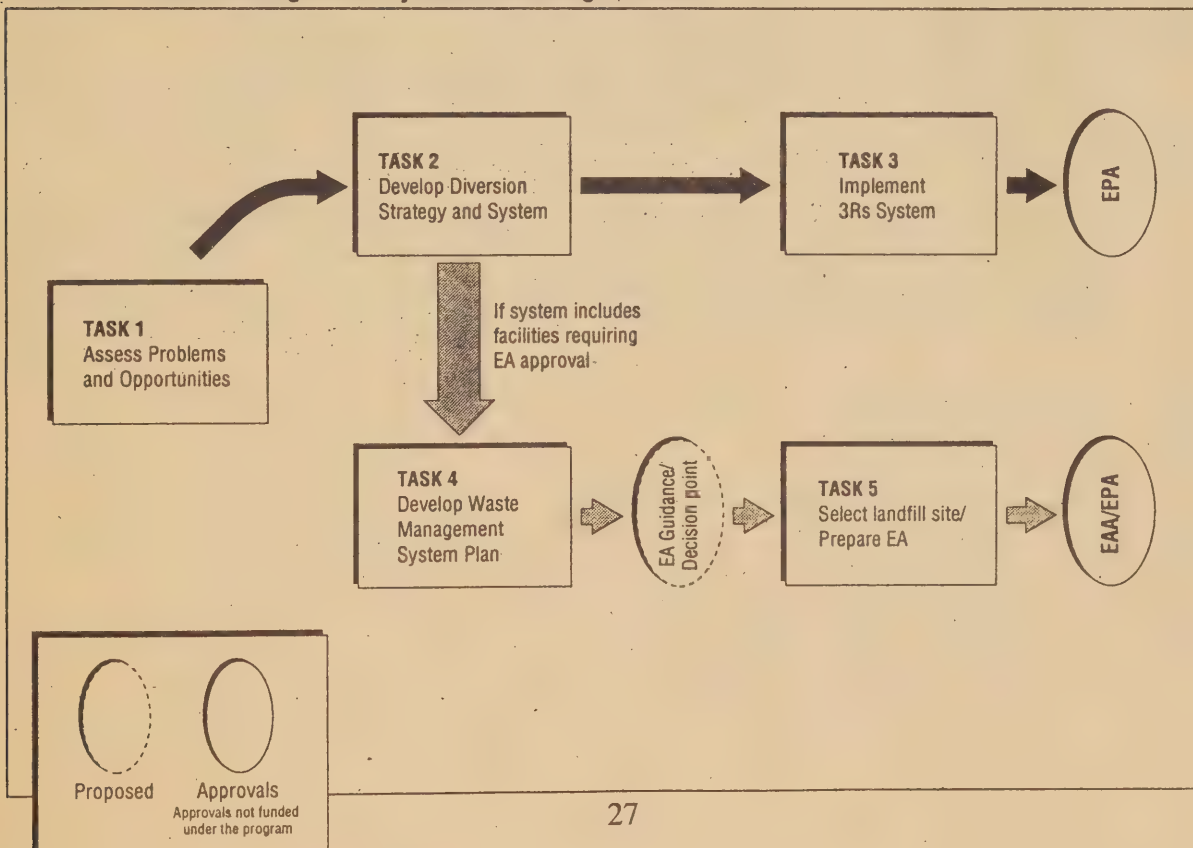 TASK 1
Assess Problems
and Opportunities
TASK 2
Develop Diversion
Strategy and System
TASK 3
Implement
3Rs System
EPA
If system includes
facilities requiring
EA approval
TASK 4
Develop Waste
Management
System Plan
EA Guidance/
Decision point
TASK 5
Select landfill site/
Prepare EA
EAA/EPA
Proposed
Approvals
Approvals not funded
under the program
27